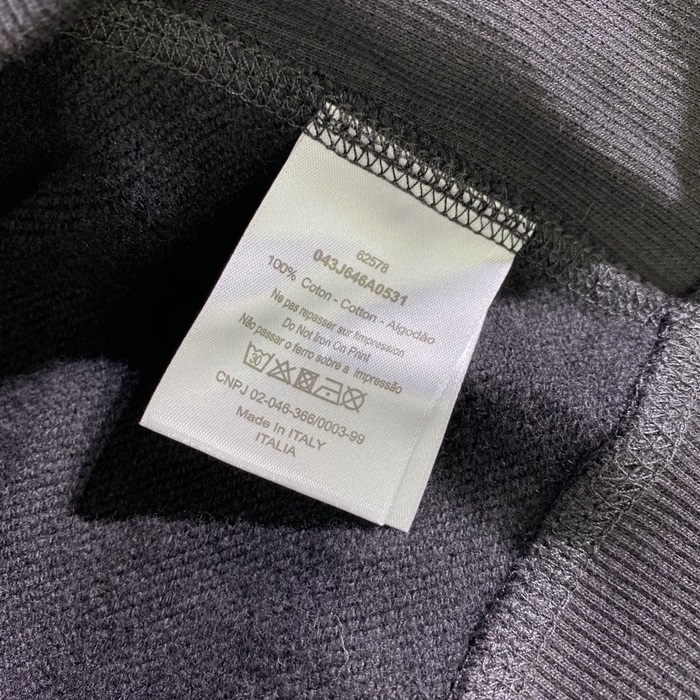 62578
043J646A0531
100% Coton - Cotton - Algodão
Ne pas repasser sur Impression
Do Not Iron On Print
Não passar o ferro sobre a Impressão
30
CNPJ 02-046-366/0003-99
Made In ITALY
ITALIA